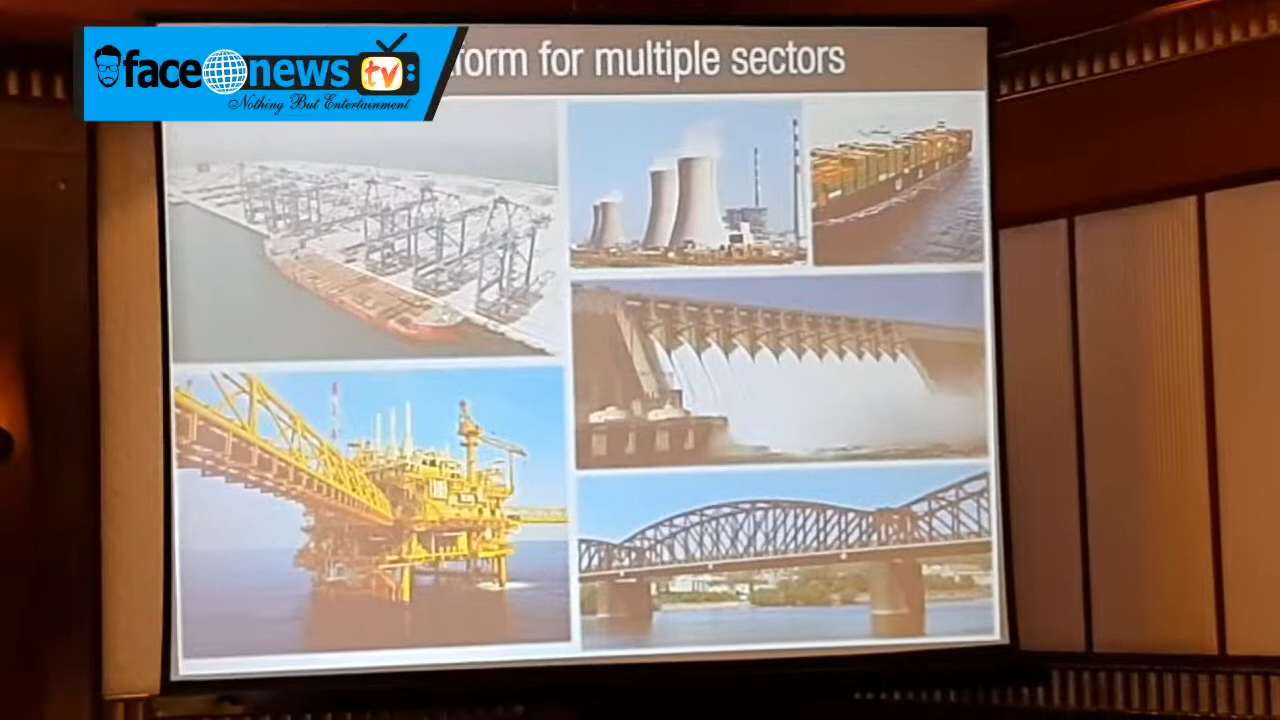 face news tv
Nothing But Entertainment
form for multiple sectors